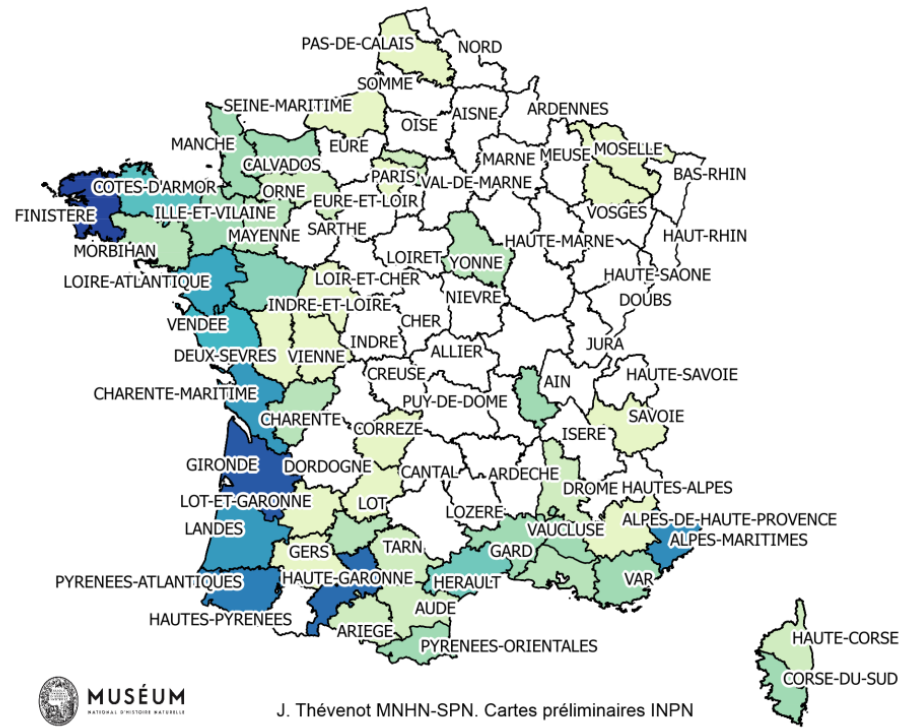 PAS-DE-CALAIS
NORD
SOMME
SEINE-MARITIME
AISNE
ARDENNES
OISE
MANCHE
EURE
CALVADOS
MARNE
MEUSE
MOSELLE
PARIS
VAL-DE-MARNE
BAS-RHIN
COTES-D'ARMOR
ORNE
EURE-ET-LOIR
FINISTERE
ILLE-ET-VILAINE
VOSGES
MAYENNE
SARTHE
HAUTE-MARNE
HAUT-RHIN
MORBIHAN
LOIRET
YONNE
LOIRE-ATLANTIQUE
LOIR-ET-CHER
HAUTE-SAONE
INDRE-ET-LOIRE
NIEVRE
DOUBS
VENDEE
CHER
INDRE
JURA
DEUX-SEVRES
VIENNE
ALLIER
CREUSE
HAUTE-SAVOIE
CHARENTE-MARITIME
PUY-DE-DOME
AIN
CHARENTE
SAVOIE
CORREZE
ISERE
GIRONDE
DORDOGNE
CANTAL
ARDECHE
DROME
HAUTES-ALPES
LOT-ET-GARONNE
LOT
LOZERE
LANDES
VAUCLUSE
ALPES-DE-HAUTE-PROVENCE
ALPES-MARITIMES
GERS
TARN
GARD
PYRENEES-ATLANTIQUES
HAUTE-GARONNE
HERAULT
VAR
HAUTES-PYRENEES
AUDE
ARIEGE
PYRENEES-ORIENTALES
HAUTE-CORSE
CORSE-DU-SUD
MUSÉUM
NATIONAL D'HISTOIRE NATURELLE
J. Thévenot MNHN-SPN. Cartes préliminaires INPN